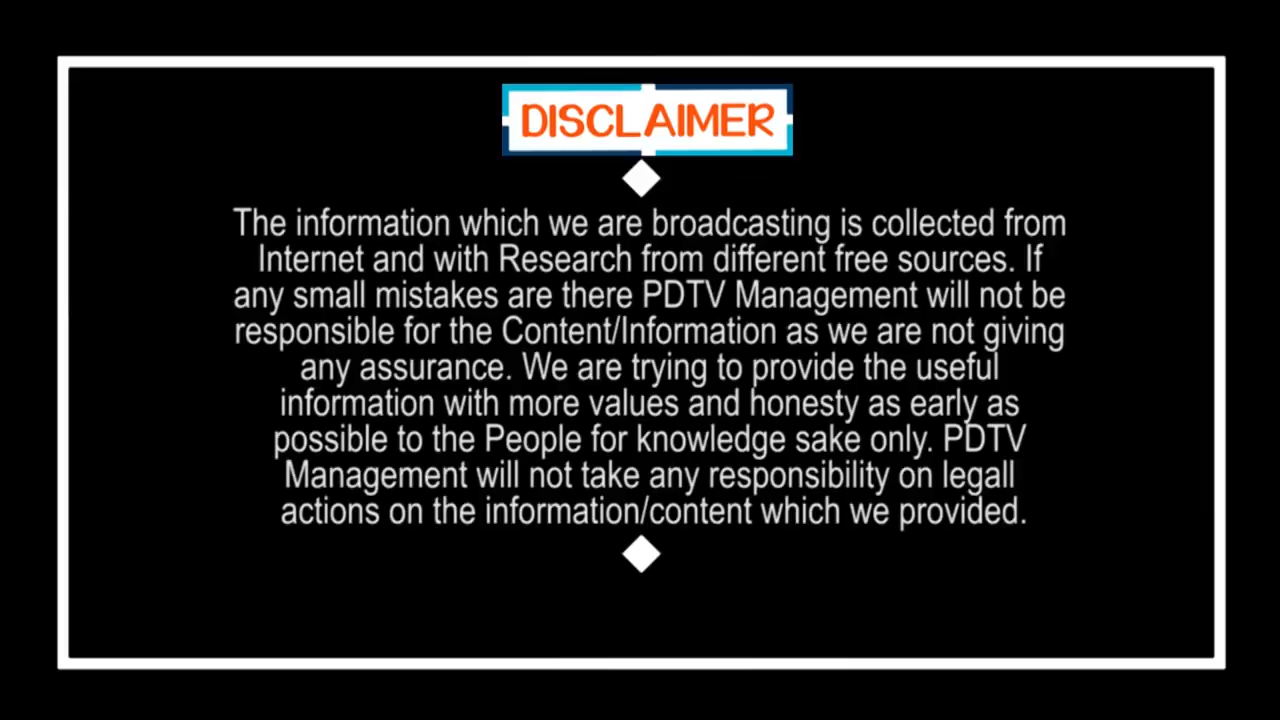 DISCLAIMER
The information which we are broadcasting is collected from
Internet and with Research from different free sources. If
any small mistakes are there PDTV Management will not be
responsible for the Content/Information as we are not giving
any assurance. We are trying to provide the useful
information with more values and honesty as early as
possible to the People for knowledge sake only. PDTV
Management will not take any responsibility on legall
actions on the information/content which we provided.